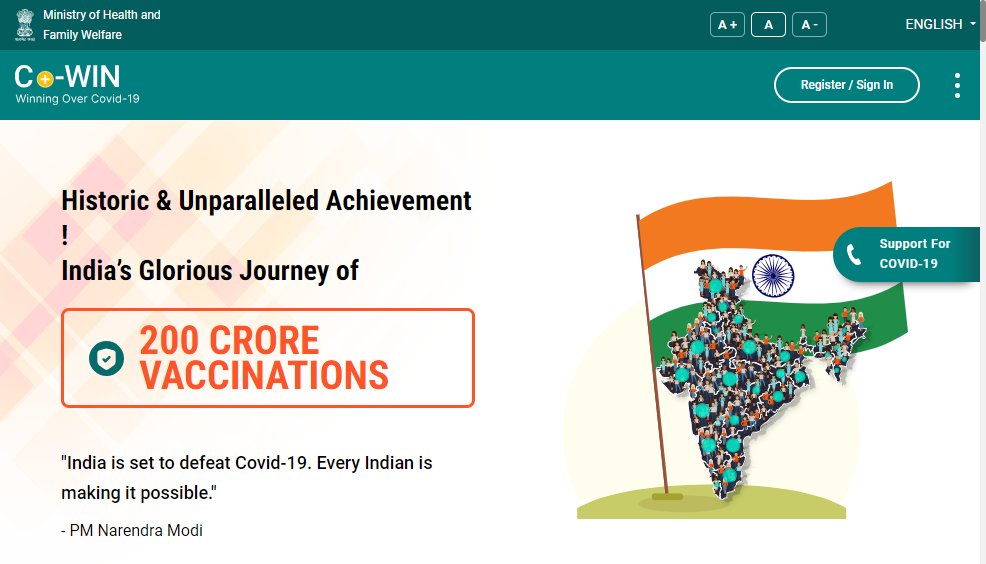 Ministry of Health and
Family Welfare
A +
A
A -
ENGLISH
CO-WIN
Winning Over Covid-19
Register / Sign In
Historic & Unparalleled Achievement
!
India's Glorious Journey of
200 CRORE
VACCINATIONS
Support For
COVID-19
"India is set to defeat Covid-19. Every Indian is
making it possible."
- PM Narendra Modi